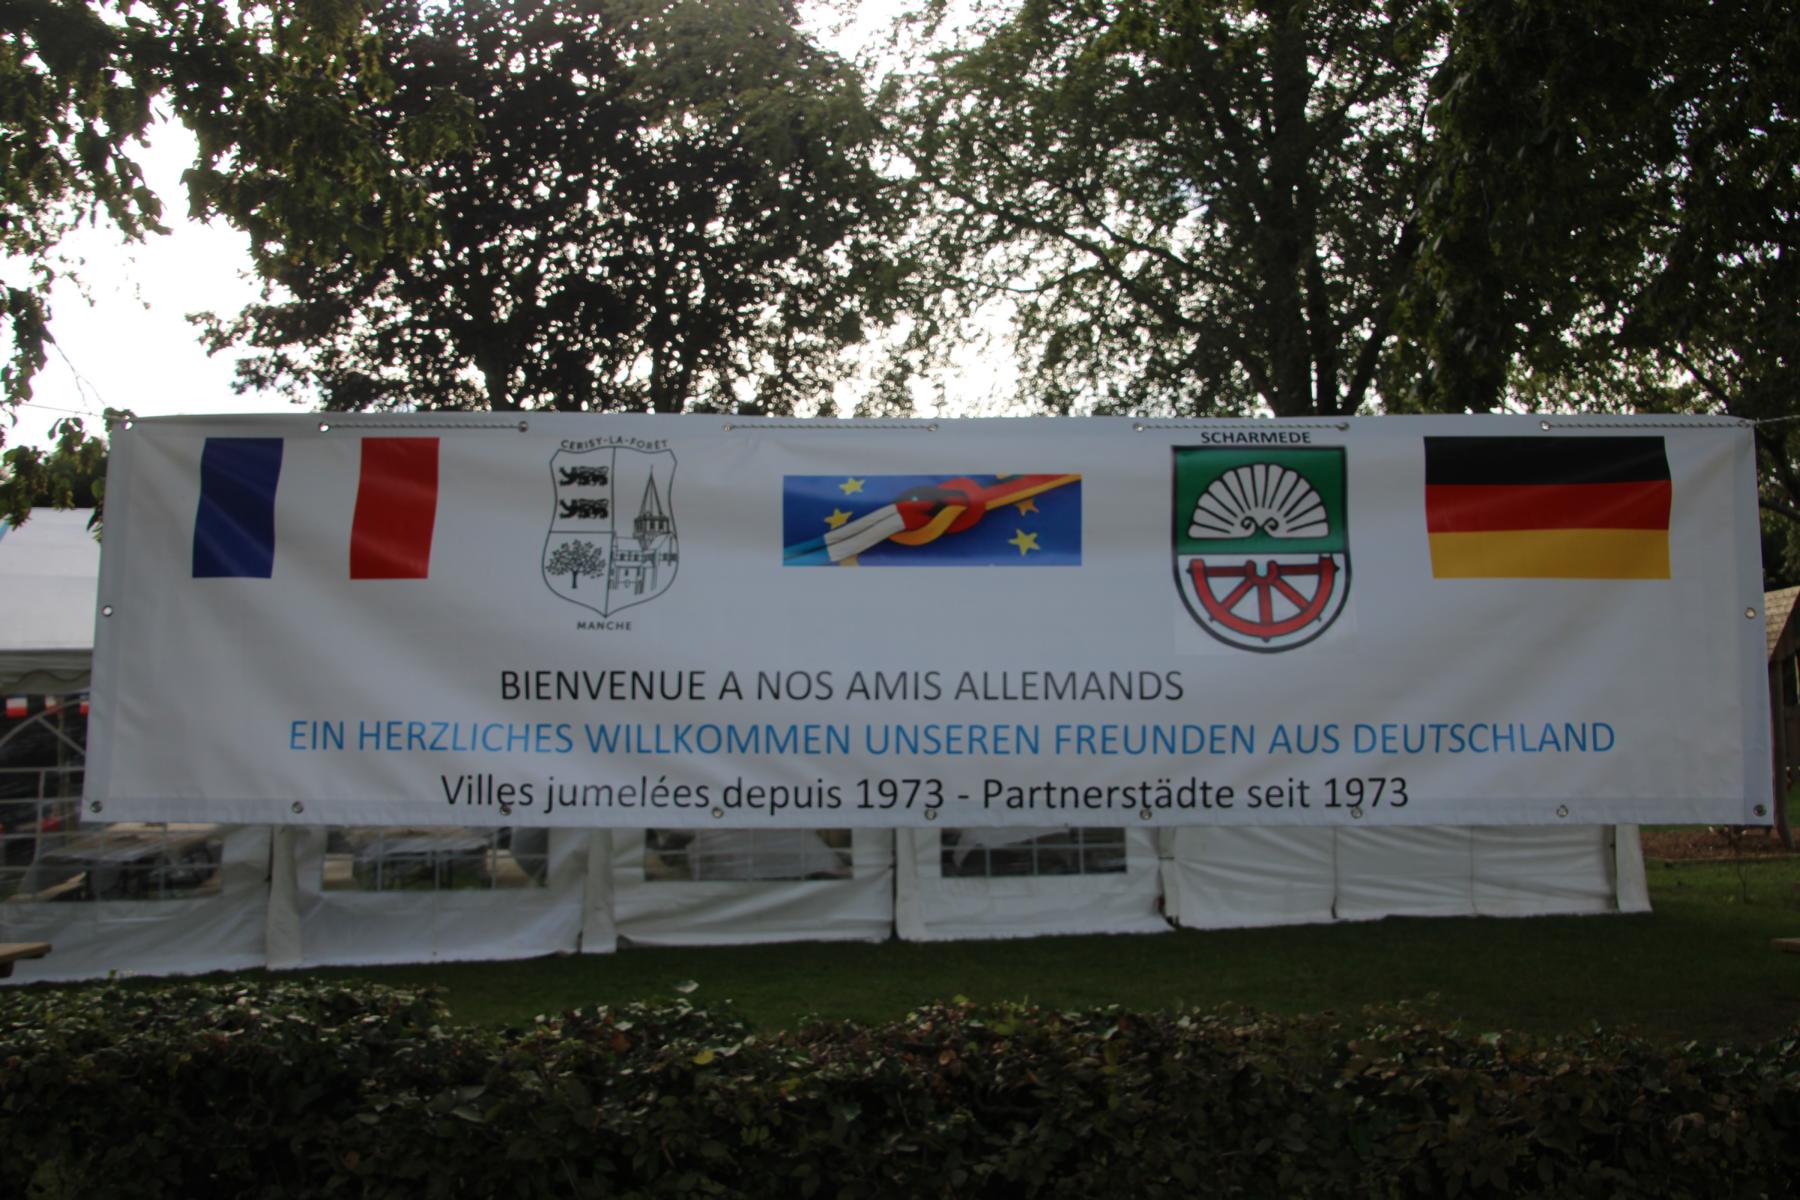 CERISY-LA-FORÊT
MANCHE
SCHARMEDE
BIENVENUE A NOS AMIS ALLEMANDS
EIN HERZLICHES WILLKOMMEN UNSEREN FREUNDEN AUS DEUTSCHLAND
Villes jumelées depuis 1973 - Partnerstädte seit 1973